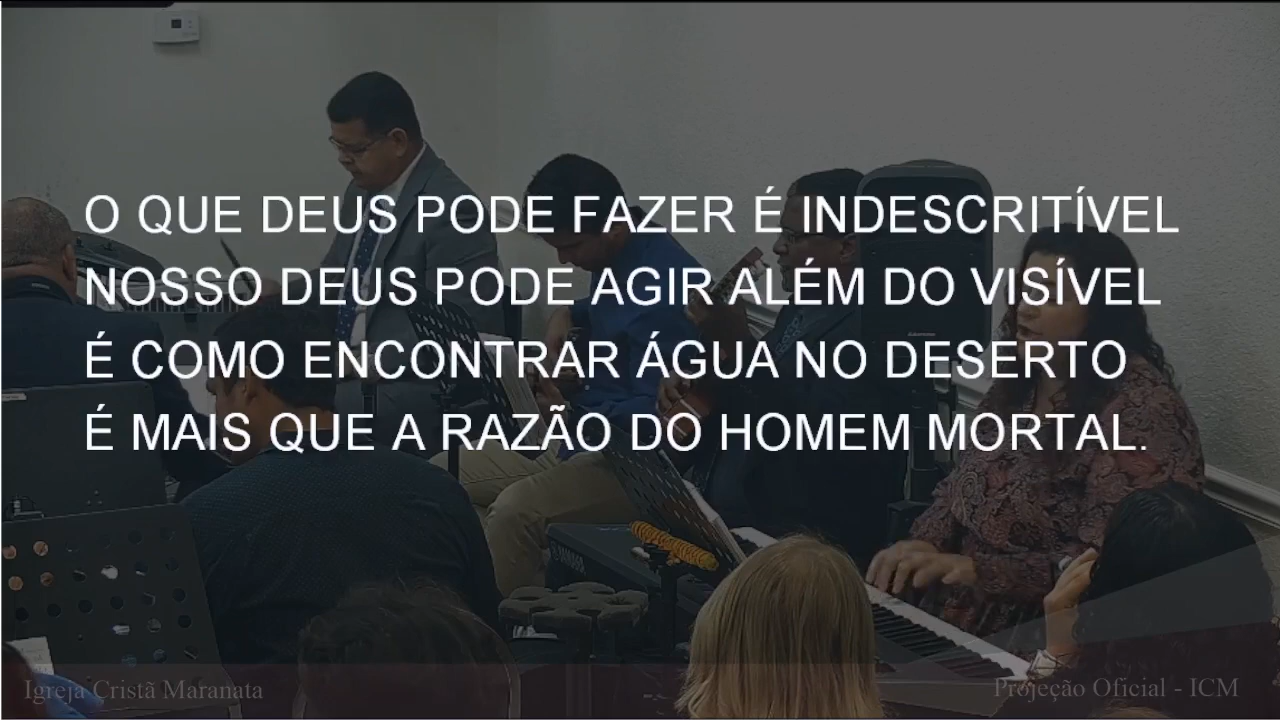 O QUE DEUS PODE FAZER É INDESCRITÍVEL
NOSSO DEUS PODE AGIR ALÉM DO VISÍVEL
É COMO ENCONTRAR ÁGUA NO DESERTO
É MAIS QUE A RAZÃO DO HOMEM MORTAL.
Igreja Cristã Maranata
Projeção Oficial - ICM